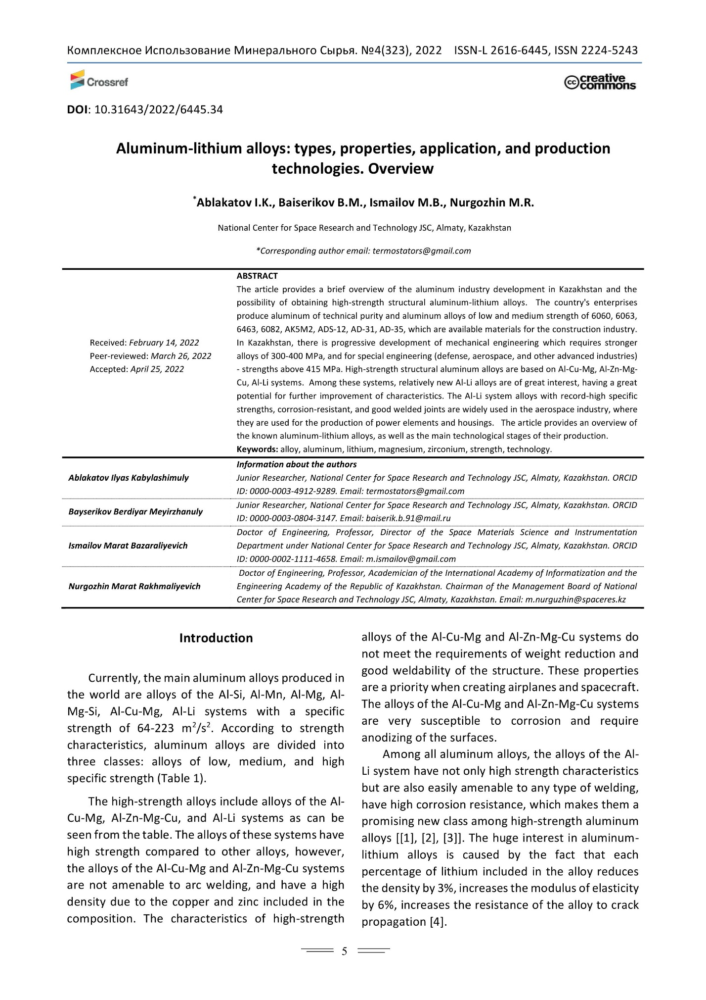 Комплексное Использование Минерального Сырья. №4(323), 2022 ISSN-L 2616-6445, ISSN 2224-5243
Crossref
cc creative commons
DOI: 10.31643/2022/6445.34
Aluminum-lithium alloys: types, properties, application, and production
technologies. Overview
*Ablakatov I.K., Baiserikov B.M., Ismailov M.B., Nurgozhin M.R.
National Center for Space Research and Technology JSC, Almaty, Kazakhstan
*Corresponding author email: termostators@gmail.com
Received: February 14, 2022
Peer-reviewed: March 26, 2022
Accepted: April 25, 2022
ABSTRACT
The article provides a brief overview of the aluminum industry development in Kazakhstan and the
possibility of obtaining high-strength structural aluminum-lithium alloys. The country's enterprises
produce aluminum of technical purity and aluminum alloys of low and medium strength of 6060, 6063,
6463, 6082, AK5M2, ADS-12, AD-31, AD-35, which are available materials for the construction industry.
In Kazakhstan, there is progressive development of mechanical engineering which requires stronger
alloys of 300-400 MPa, and for special engineering (defense, aerospace, and other advanced industries)
- strengths above 415 MPa. High-strength structural aluminum alloys are based on Al-Cu-Mg, Al-Zn-Mg-
Cu, Al-Li systems. Among these systems, relatively new Al-Li alloys are of great interest, having a great
potential for further improvement of characteristics. The Al-Li system alloys with record-high specific
strengths, corrosion-resistant, and good welded joints are widely used in the aerospace industry, where
they are used for the production of power elements and housings. The article provides an overview of
the known aluminum-lithium alloys, as well as the main technological stages of their production.
Keywords: alloy, aluminum, lithium, magnesium, zirconium, strength, technology.
Information about the authors
Ablakatov Ilyas Kabylashimuly
Junior Researcher, National Center for Space Research and Technology JSC, Almaty, Kazakhstan. ORCID
ID: 0000-0003-4912-9289. Email: termostators@gmail.com
Bayserikov Berdiyar Meyirzhanuly
Junior Researcher, National Center for Space Research and Technology JSC, Almaty, Kazakhstan. ORCID
ID: 0000-0003-0804-3147. Email: baiserik.b.91@mail.ru
Ismailov Marat Bazaraliyevich
Doctor of Engineering, Professor, Director of the Space Materials Science and Instrumentation
Department under National Center for Space Research and Technology JSC, Almaty, Kazakhstan. ORCID
ID: 0000-0002-1111-4658. Email: m.ismailov@gmail.com
Nurgozhin Marat Rakhmaliyevich
Doctor of Engineering, Professor, Academician of the International Academy of Informatization and the
Engineering Academy of the Republic of Kazakhstan. Chairman of the Management Board of National
Center for Space Research and Technology JSC, Almaty, Kazakhstan. Email: m.nurguzhin@spaceres.kz
Introduction
Currently, the main aluminum alloys produced in
the world are alloys of the Al-Si, Al-Mn, Al-Mg, Al-
Mg-Si, Al-Cu-Mg, Al-Li systems with a specific
strength of 64-223 m²/s². According to strength
characteristics, aluminum alloys are divided into
three classes: alloys of low, medium, and high
specific strength (Table 1).
The high-strength alloys include alloys of the Al-
Cu-Mg, Al-Zn-Mg-Cu, and Al-Li systems as can be
seen from the table. The alloys of these systems have
high strength compared to other alloys, however,
the alloys of the Al-Cu-Mg and Al-Zn-Mg-Cu systems
are not amenable to arc welding, and have a high
density due to the copper and zinc included in the
composition. The characteristics of high-strength
alloys of the Al-Cu-Mg and Al-Zn-Mg-Cu systems do
not meet the requirements of weight reduction and
good weldability of the structure. These properties
are a priority when creating airplanes and spacecraft.
The alloys of the Al-Cu-Mg and Al-Zn-Mg-Cu systems
are very susceptible to corrosion and require
anodizing of the surfaces.
Among all aluminum alloys, the alloys of the Al-
Li system have not only high strength characteristics
but are also easily amenable to any type of welding,
have high corrosion resistance, which makes them a
promising new class among high-strength aluminum
alloys [[1], [2], [3]]. The huge interest in aluminum-
lithium alloys is caused by the fact that each
percentage of lithium included in the alloy reduces
the density by 3%, increases the modulus of elasticity
by 6%, increases the resistance of the alloy to crack
propagation [4].
5